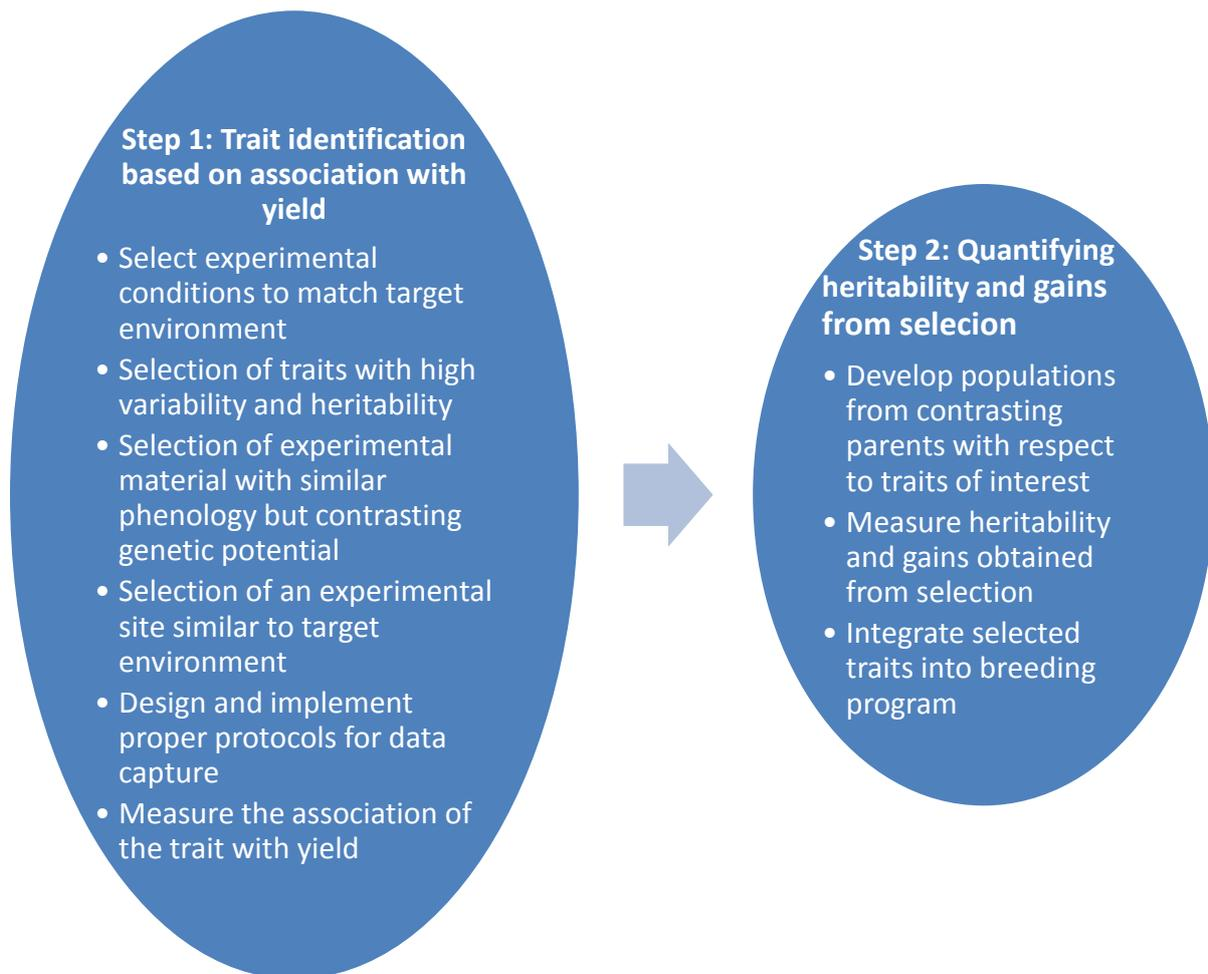 Step 1: Trait identification
based on association with
yield
• Select experimental
conditions to match target
environment
• Selection of traits with high
variability and heritability
• Selection of experimental
material with similar
phenology but contrasting
genetic potential
• Selection of an experimental
site similar to target
environment
• Design and implement
proper protocols for data
capture
• Measure the association of
the trait with yield
Step 2: Quantifying
heritability and gains
from selecion
• Develop populations
from contrasting
parents with respect
to traits of interest
• Measure heritability
and gains obtained
from selection
• Integrate selected
traits into breeding
program